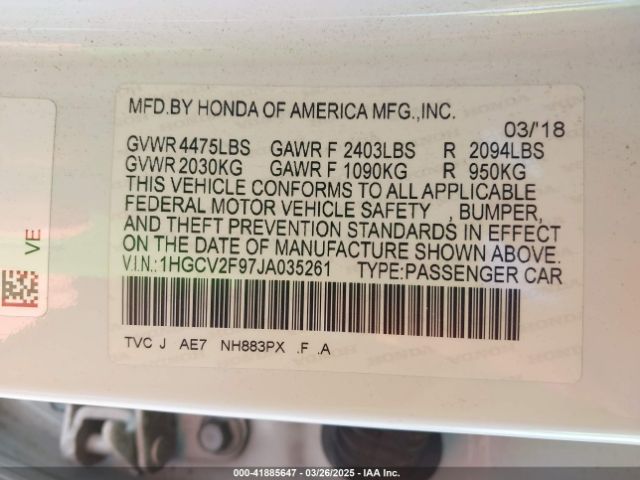 MFD.BY HONDA OF AMERICA MFG.,INC.
03/'18
GVWR 4475LBS GAWR F 2403LBS R 2094LBS
GVWR 2030KG GAWR F 1090KG R 950KG
THIS VEHICLE CONFORMS TO ALL APPLICABLE
FEDERAL MOTOR VEHICLE SAFETY , BUMPER,
AND THEFT PREVENTION STANDARDS IN EFFECT
ON THE DATE OF MANUFACTURE SHOWN ABOVE.
V.I.N.:1HGCV2F97JA035261 TYPE:PASSENGER CAR
TVC J AE7 NH883PX .F .A
VE
000-41885647 - 03/26/2025 - IAA Inc.